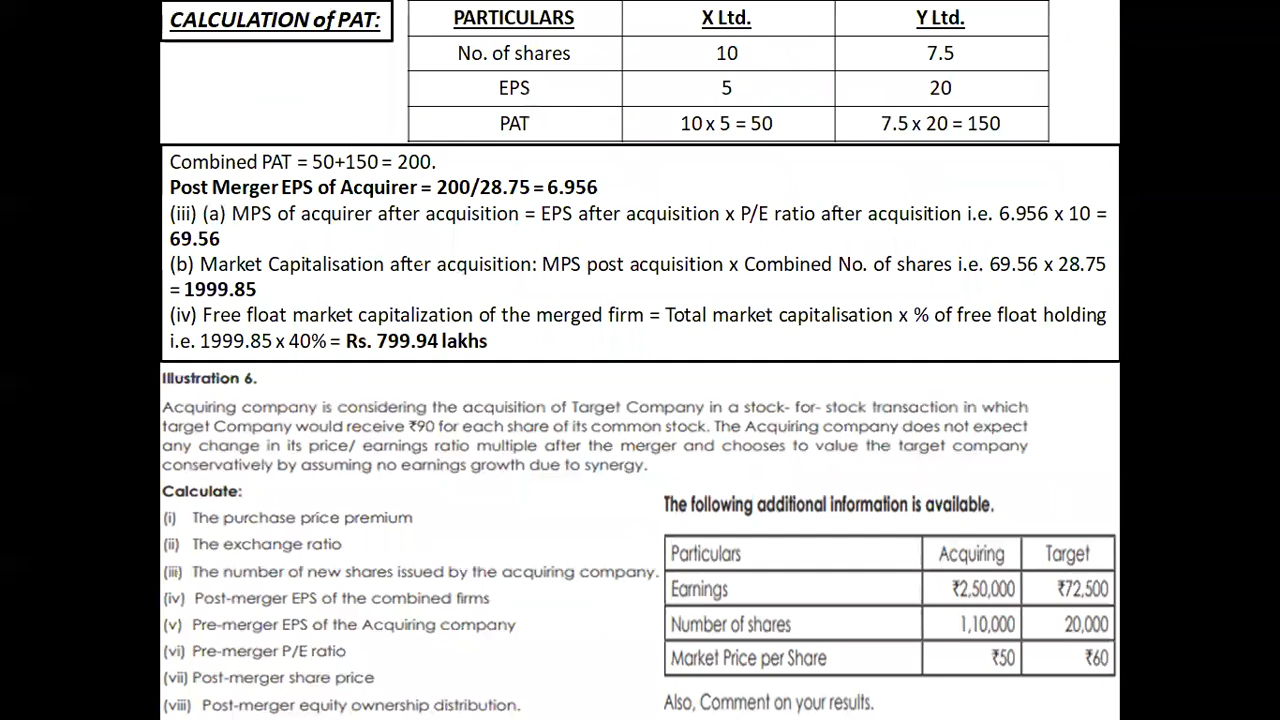 CALCULATION of PAT:
PARTICULARS X Ltd. Y Ltd.
No. of shares 10 7.5
EPS 5 20
PAT 10 x 5 = 50 7.5 x 20 = 150
Combined PAT = 50+150 = 200.
Post Merger EPS of Acquirer = 200/28.75 = 6.956
(iii) (a) MPS of acquirer after acquisition = EPS after acquisition x P/E ratio after acquisition i.e. 6.956 x 10 =
69.56
(b) Market Capitalisation after acquisition: MPS post acquisition x Combined No. of shares i.e. 69.56 x 28.75
= 1999.85
(iv) Free float market capitalization of the merged firm = Total market capitalisation x % of free float holding
i.e. 1999.85 x 40% = Rs. 799.94 lakhs
Illustration 6.
Acquiring company is considering the acquisition of Target Company in a stock- for- stock transaction in which
target Company would receive ₹90 for each share of its common stock. The Acquiring company does not expect
any change in its price/ earnings ratio multiple after the merger and chooses to value the target company
conservatively by assuming no earnings growth due to synergy.
Calculate:
(i) The purchase price premium
(ii) The exchange ratio
(iii) The number of new shares issued by the acquiring company.
(iv) Post-merger EPS of the combined firms
(v) Pre-merger EPS of the Acquiring company
(vi) Pre-merger P/E ratio
(vii) Post-merger share price
(viii) Post-merger equity ownership distribution.
The following additional information is available.
Particulars Acquiring Target
Earnings ₹2,50,000 ₹72,500
Number of shares 1,10,000 20,000
Market Price per Share ₹50 ₹60
Also, Comment on your results.